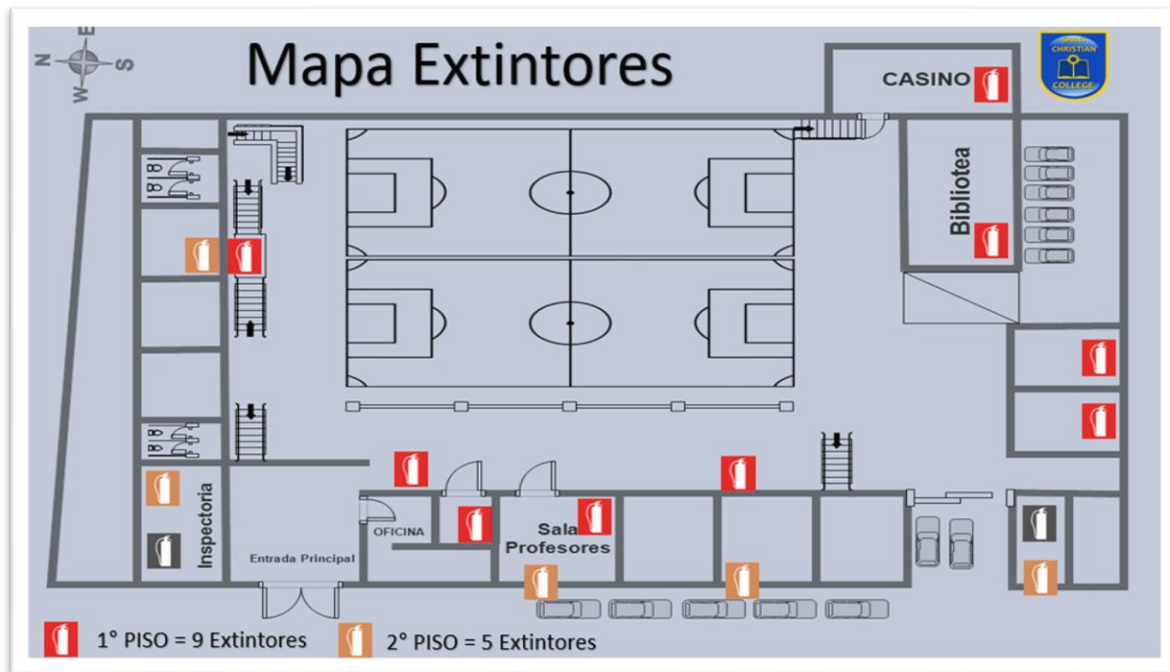 E
N
S
W
Mapa Extintores
CASINO
CHRISTIAN
COLLEGE
Bibliotea
Inspectoria
OFICINA
Sala
Profesores
Entrada Principal
1° PISO = 9 Extintores
2° PISO = 5 Extintores